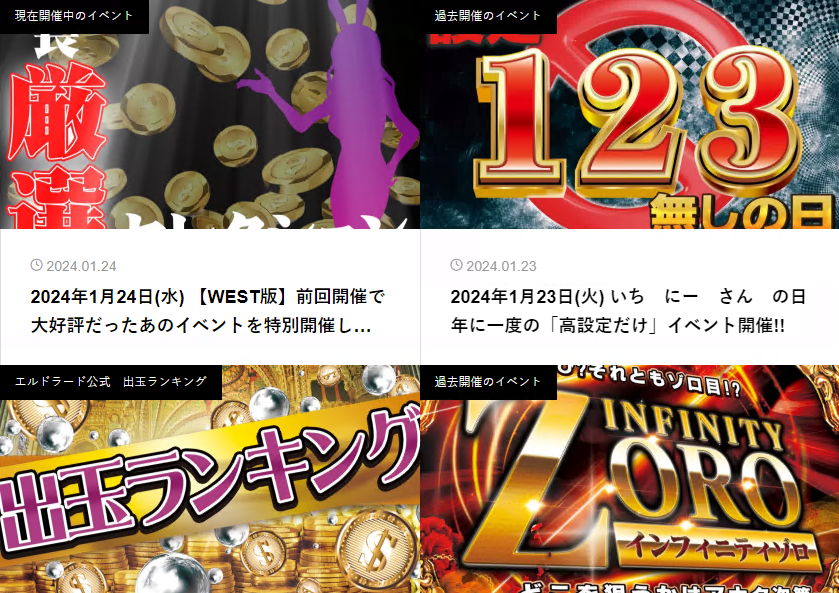 現在開催中のイベント
厳選
過去開催のイベント
123
無しの日
2024.01.24
2024年1月24日(水) 【WEST版】前回開催で
大好評だったあのイベントを特別開催し...
2024.01.23
2024年1月23日(火) いち　にー　さん　の日
年に一度の「高設定だけ」イベント開催!!
エルドラード公式　出玉ランキング
出玉ランキング
過去開催のイベント
それともゾロ目!?
INFINITY
ZORO
インフィニティゾロ